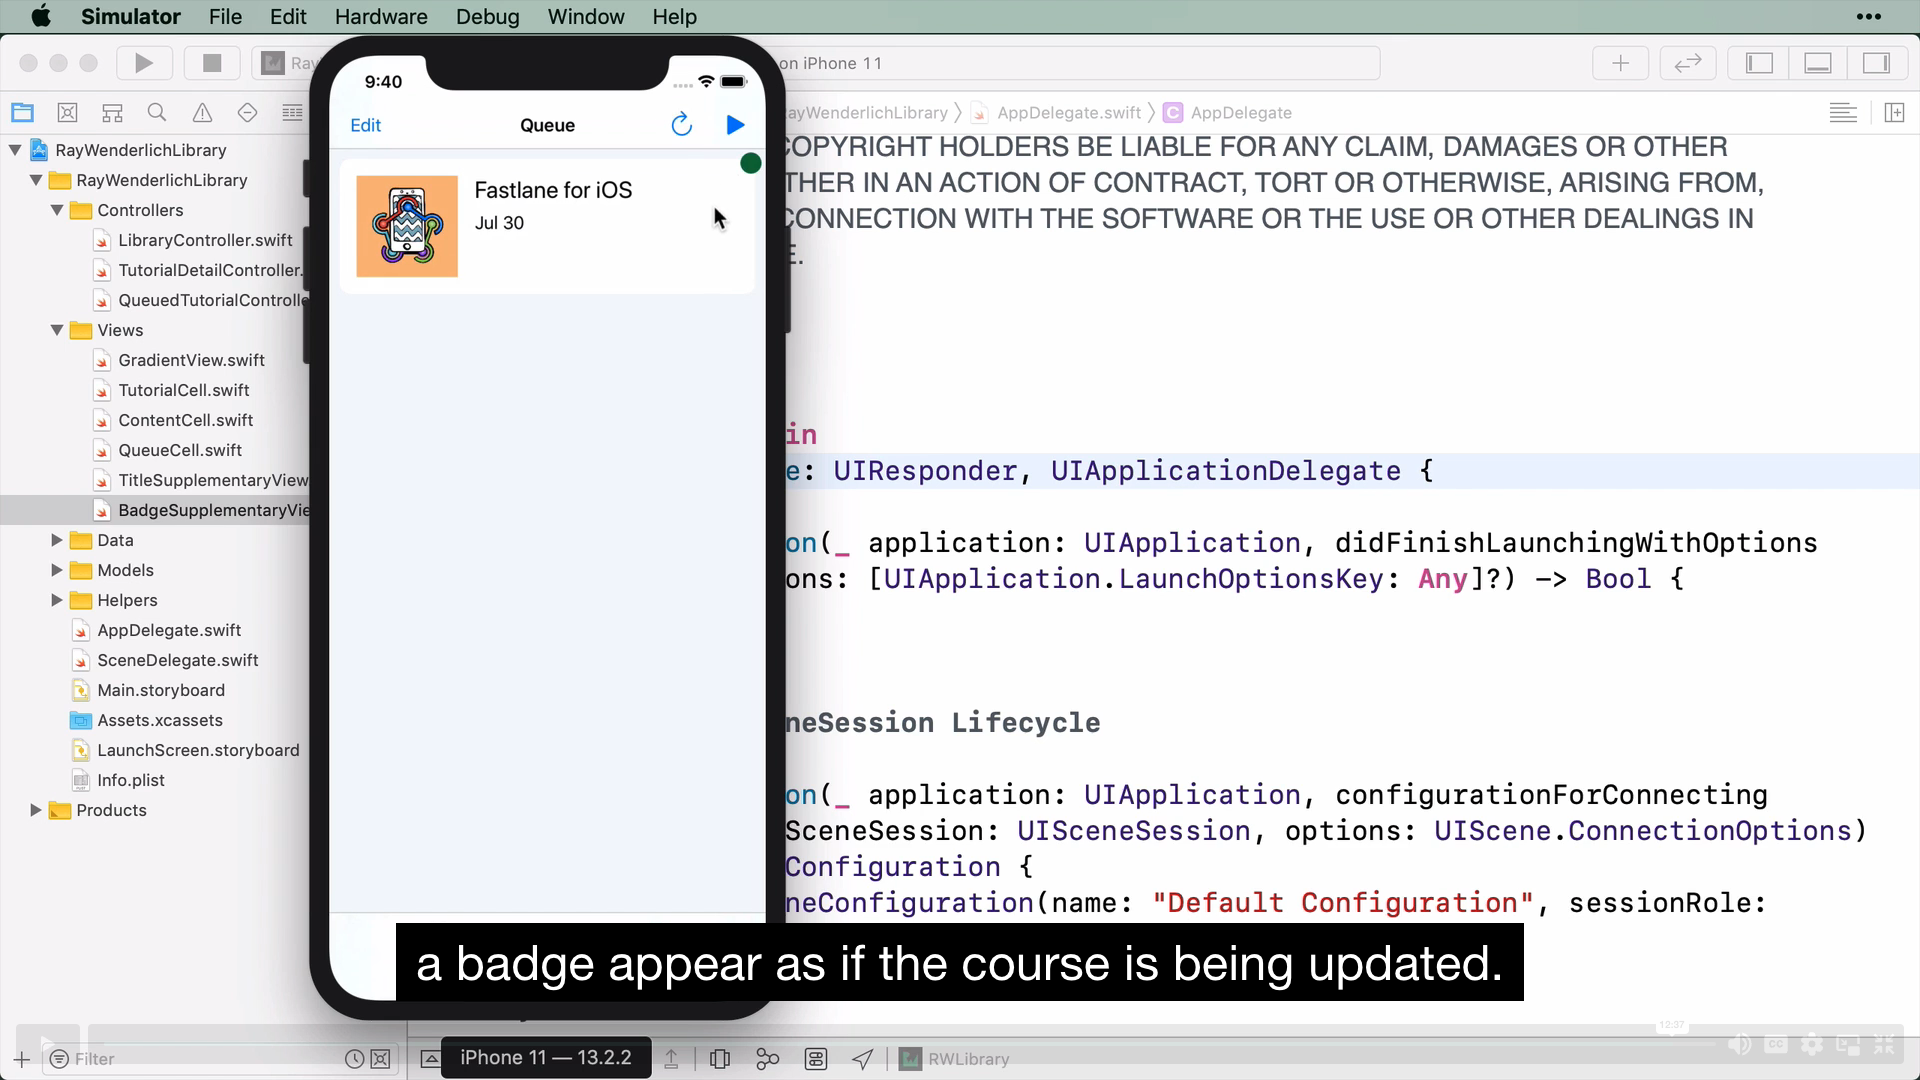 Simulator File Edit Hardware Debug Window Help
Ray
on iPhone 11
9:40
Edit Queue
Fastlane for iOS
Jul 30
RayWenderlichLibrary
RayWenderlichLibrary
Controllers
LibraryController.swift
TutorialDetailController.
QueuedTutorialControlle
Views
GradientView.swift
TutorialCell.swift
ContentCell.swift
QueueCell.swift
TitleSupplementaryView
BadgeSupplementaryVie
Data
Models
Helpers
AppDelegate.swift
SceneDelegate.swift
Main.storyboard
Assets.xcassets
LaunchScreen.storyboard
Info.plist
Products
ayWenderlichLibrary AppDelegate.swift C AppDelegate
COPYRIGHT HOLDERS BE LIABLE FOR ANY CLAIM, DAMAGES OR OTHER
THER IN AN ACTION OF CONTRACT, TORT OR OTHERWISE, ARISING FROM,
CONNECTION WITH THE SOFTWARE OR THE USE OR OTHER DEALINGS IN
E.
in
e: UIResponder, UIApplicationDelegate {
on(_ application: UIApplication, didFinishLaunchingWithOptions
ons: [UIApplication.LaunchOptionsKey: Any]?) -> Bool {
neSession Lifecycle
on(_ application: UIApplication, configurationForConnecting
SceneSession: UISceneSession, options: UIScene.ConnectionOptions)
Configuration {
neConfiguration(name: "Default Configuration", sessionRole:
a badge appear as if the course is being updated.
12:37
Filter
iPhone 11 — 13.2.2
RWLibrary
CC